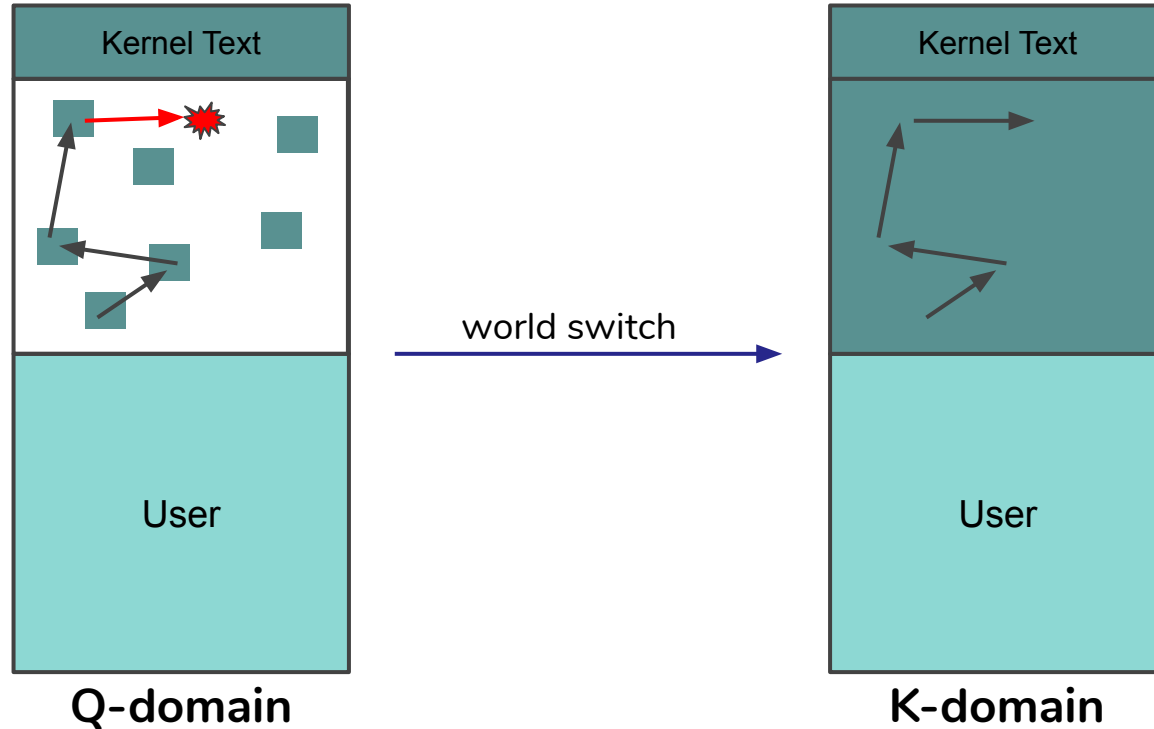 Kernel Text
Kernel Text
world switch
User
User
Q-domain
K-domain